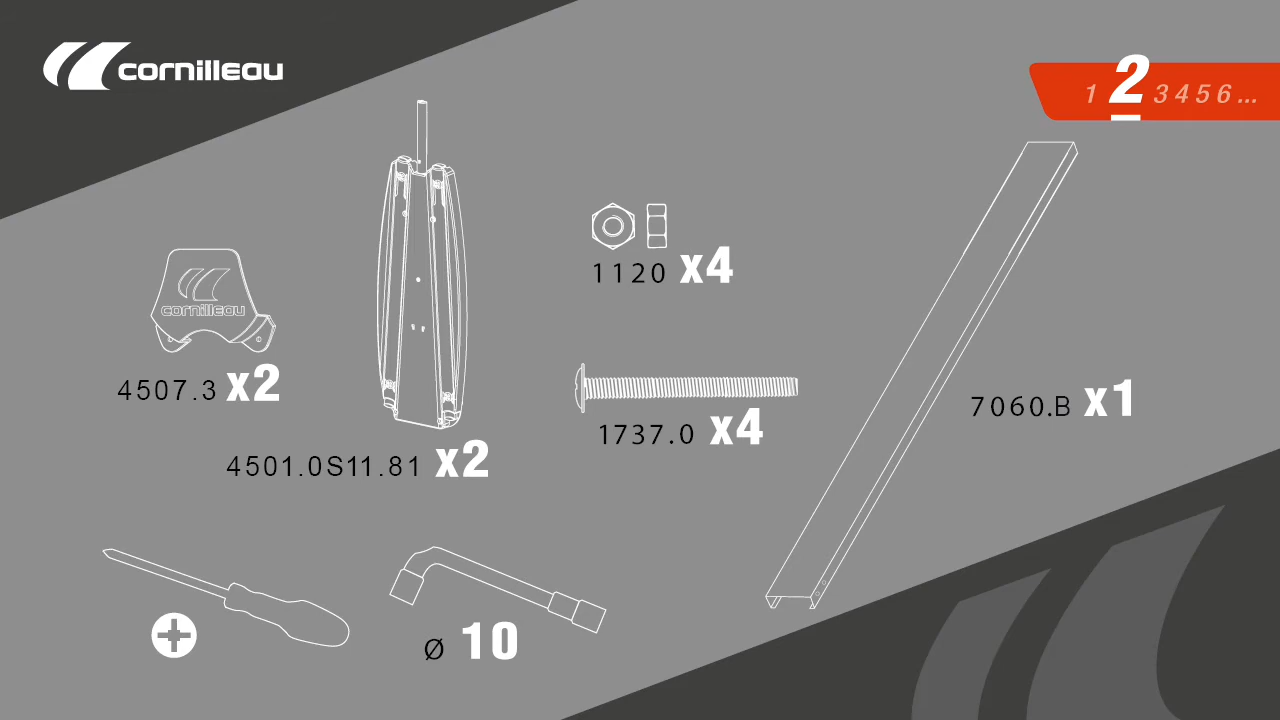 cornilleau
1 2 3 4 5 6 ...
1120 x4
cornilleau
4507.3 x2
7060.B x1
1737.0 x4
4501.0S11.81 x2
Ø 10